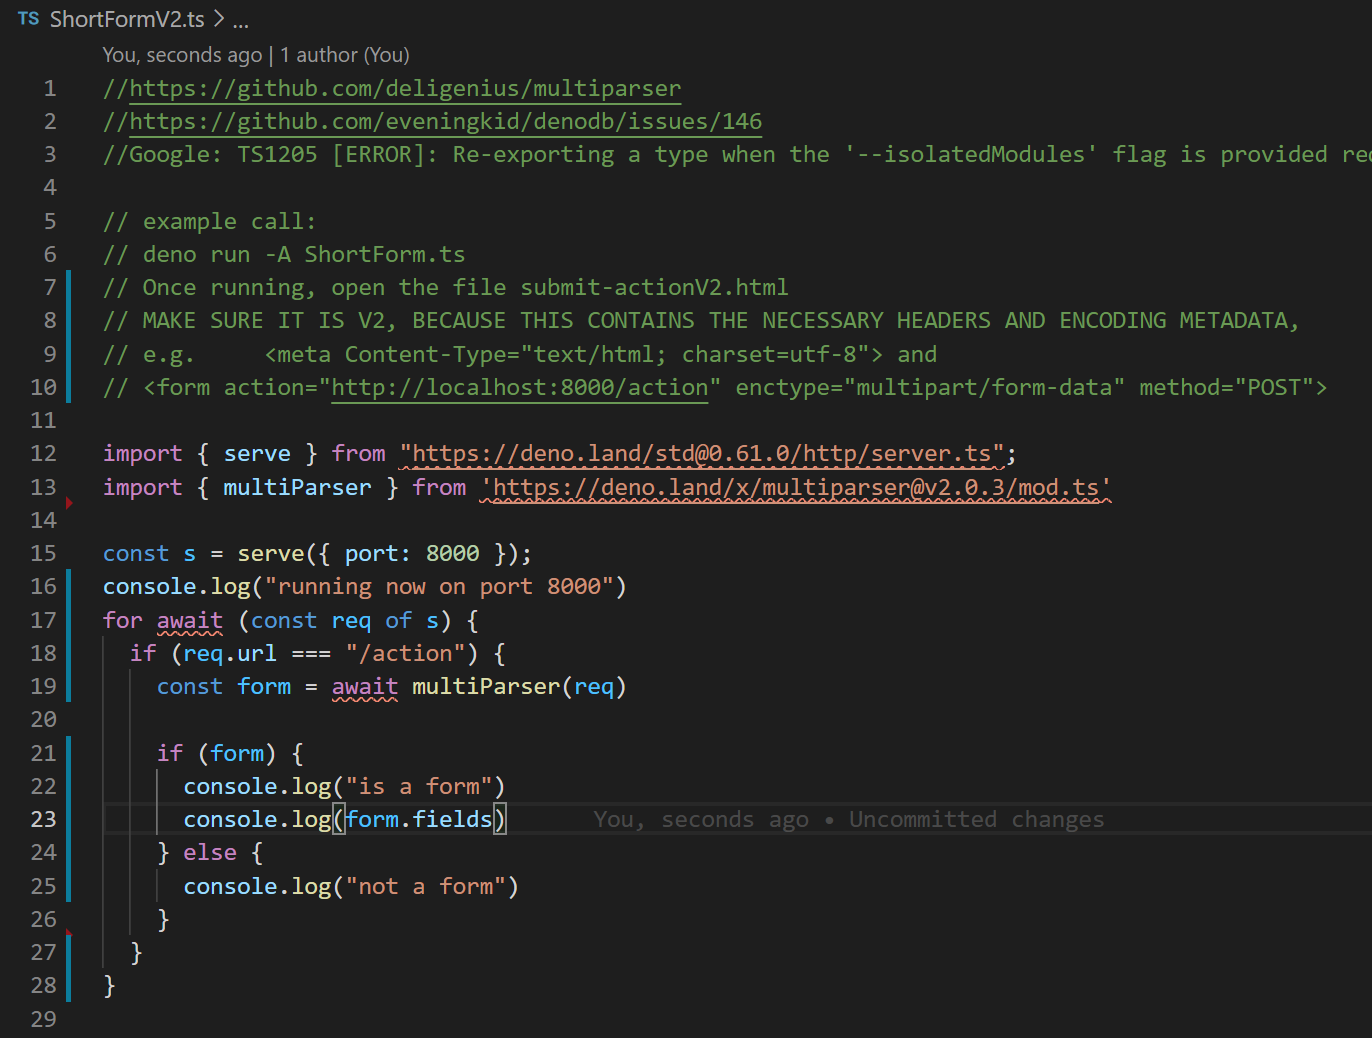 TS ShortFormV2.ts > ...
You, seconds ago | 1 author (You)
1 //https://github.com/deligenius/multiparser
2 //https://github.com/eveningkid/denodb/issues/146
3 //Google: TS1205 [ERROR]: Re-exporting a type when the '--isolatedModules' flag is provided rec
4
5 // example call:
6 // deno run -A ShortForm.ts
7 // Once running, open the file submit-actionV2.html
8 // MAKE SURE IT IS V2, BECAUSE THIS CONTAINS THE NECESSARY HEADERS AND ENCODING METADATA,
9 // e.g.     <meta Content-Type="text/html; charset=utf-8"> and
10 // <form action="http://localhost:8000/action" enctype="multipart/form-data" method="POST">
11
12 import { serve } from "https://deno.land/std@0.61.0/http/server.ts";
13 import { multiParser } from 'https://deno.land/x/multiparser@v2.0.3/mod.ts'
14
15 const s = serve({ port: 8000 });
16 console.log("running now on port 8000")
17 for await (const req of s) {
18   if (req.url === "/action") {
19     const form = await multiParser(req)
20
21     if (form) {
22       console.log("is a form")
23       console.log(form.fields) You, seconds ago • Uncommitted changes
24     } else {
25       console.log("not a form")
26     }
27   }
28 }
29